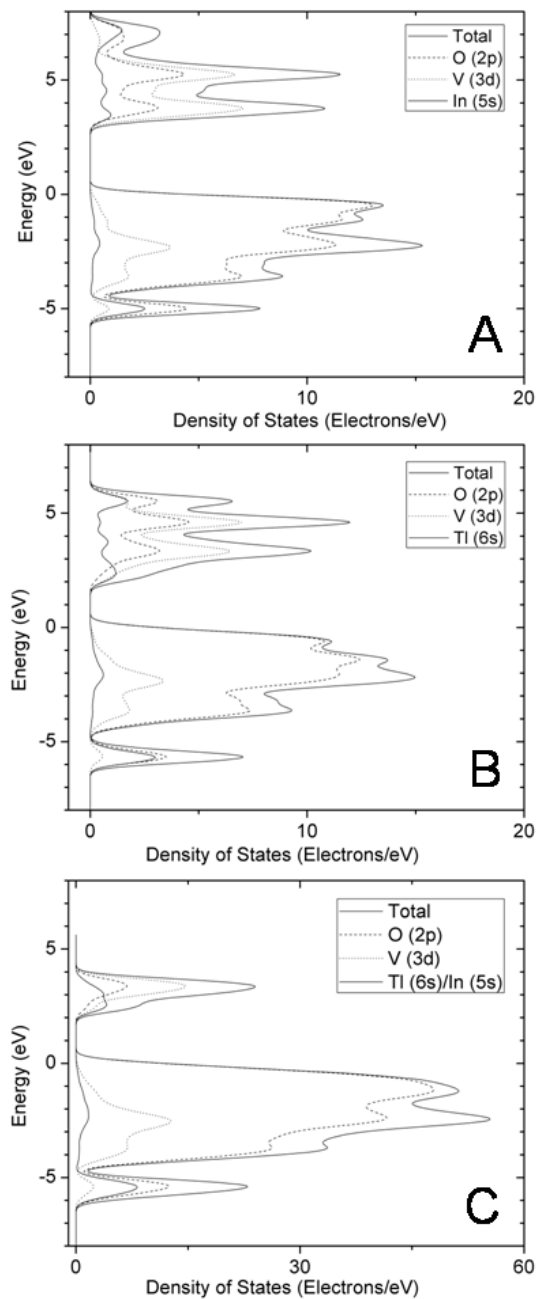 Total
O (2p)
V (3d)
In (5s)
5
0
-5
Energy (eV)
A
0
10
20
Density of States (Electrons/eV)
Total
O (2p)
V (3d)
Tl (6s)
5
0
-5
Energy (eV)
B
0
10
20
Density of States (Electrons/eV)
Total
O (2p)
V (3d)
Tl (6s)/In (5s)
5
0
-5
Energy (eV)
C
0
30
60
Density of States (Electrons/eV)